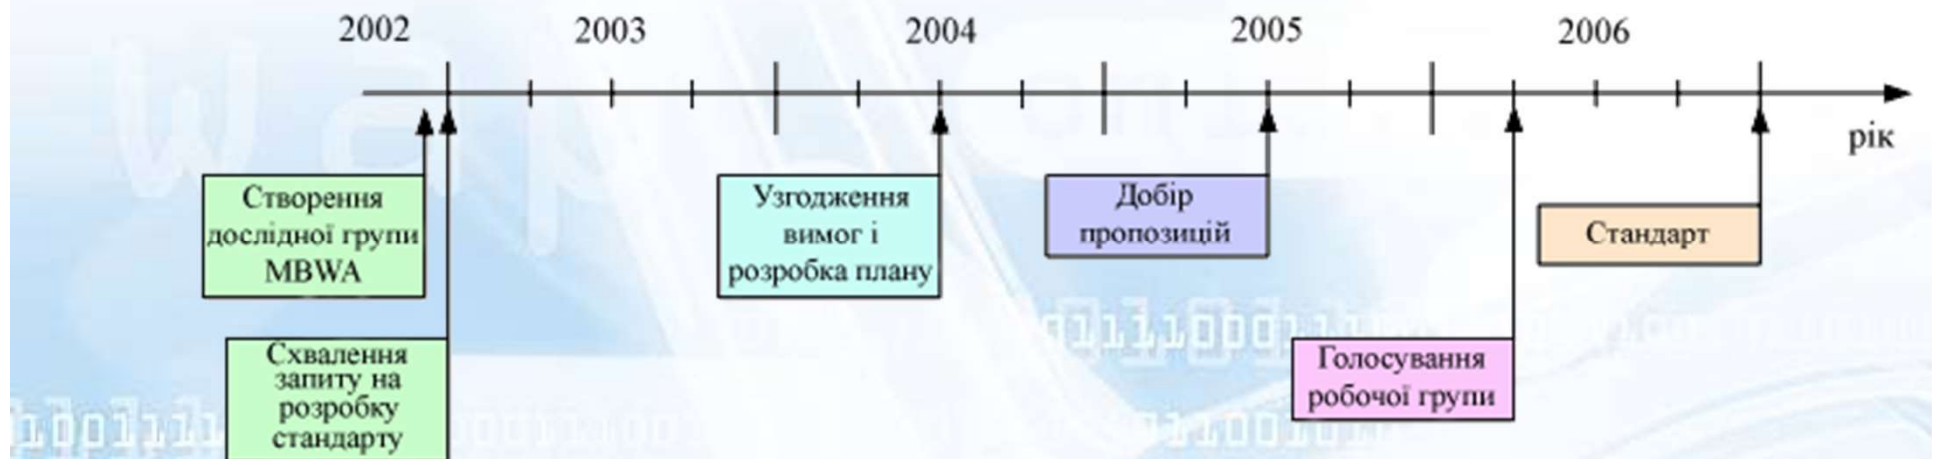 2002 2003 2004 2005 2006
рік
Створення
дослідної групи
MBWA
Узгодження
вимог і
розробка плану
Добір
пропозицій
Стандарт
Схвалення
запиту на
розробку
стандарту
Голосування
робочої групи